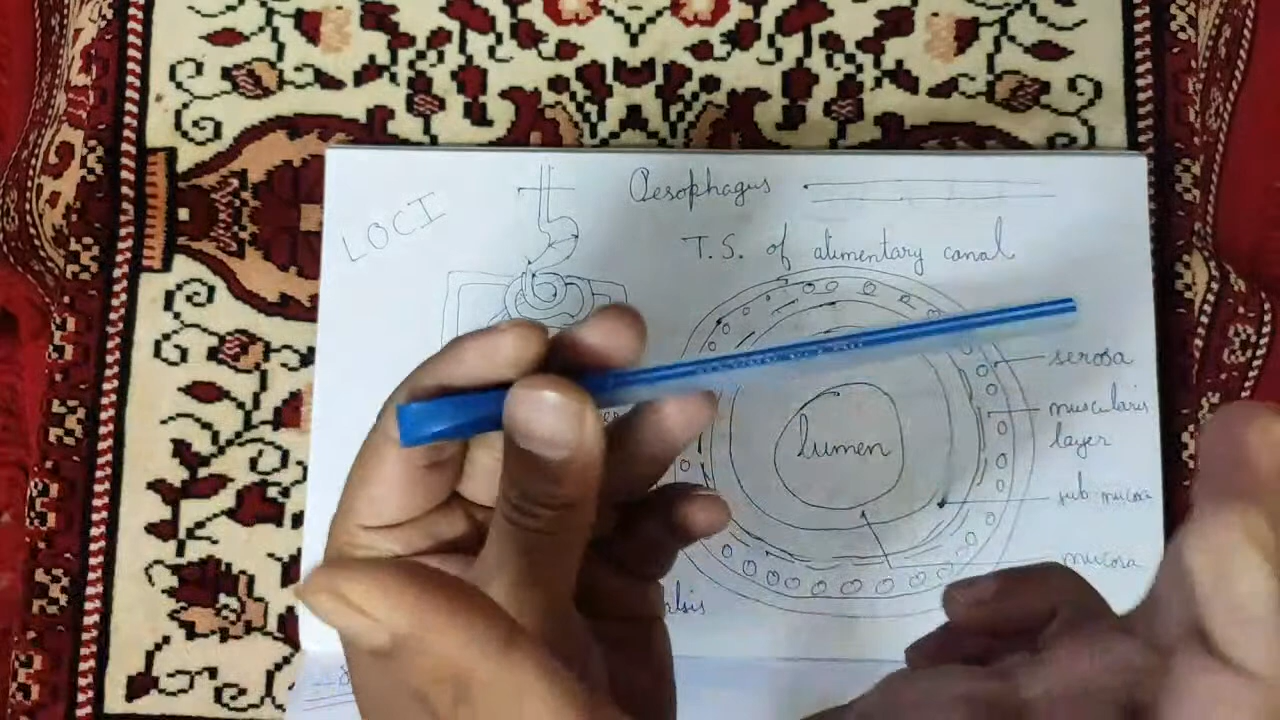 LOCI
Oesophagus
T. S. of alimentary canal
serosa
muscularis
layer
lumen
sub mucosa
mucosa